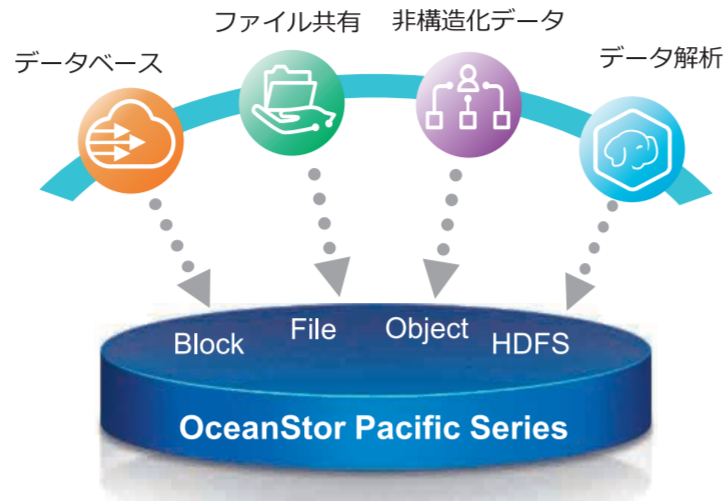 データベース
ファイル共有
非構造化データ
データ解析
Block
File
Object
HDFS
OceanStor Pacific Series